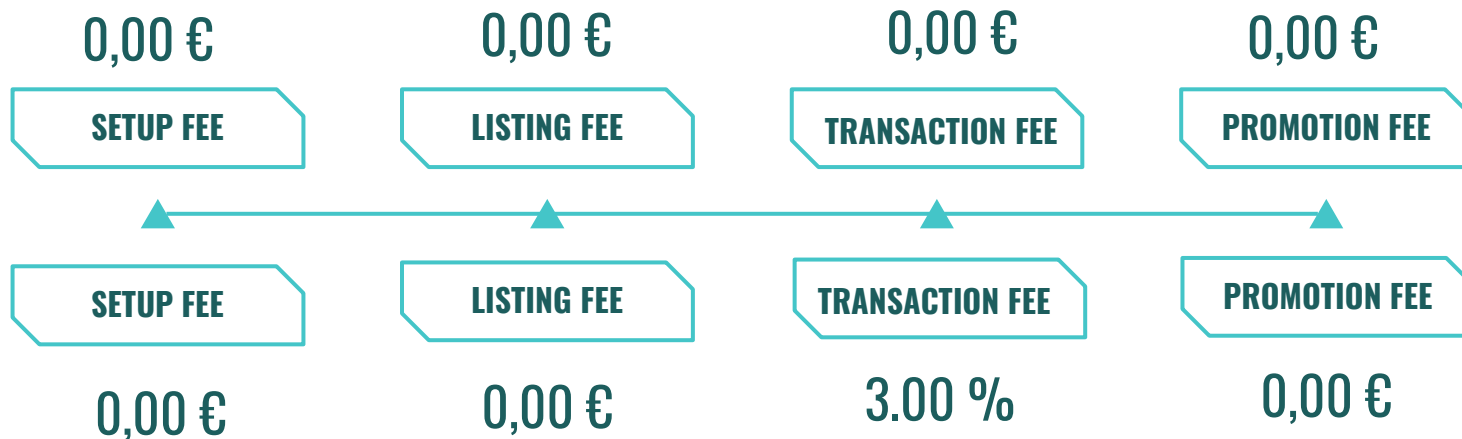 0,00 €
0,00 €
0,00 €
0,00 €
SETUP FEE
LISTING FEE
TRANSACTION FEE
PROMOTION FEE
SETUP FEE
LISTING FEE
TRANSACTION FEE
PROMOTION FEE
0,00 €
0,00 €
3.00 %
0,00 €